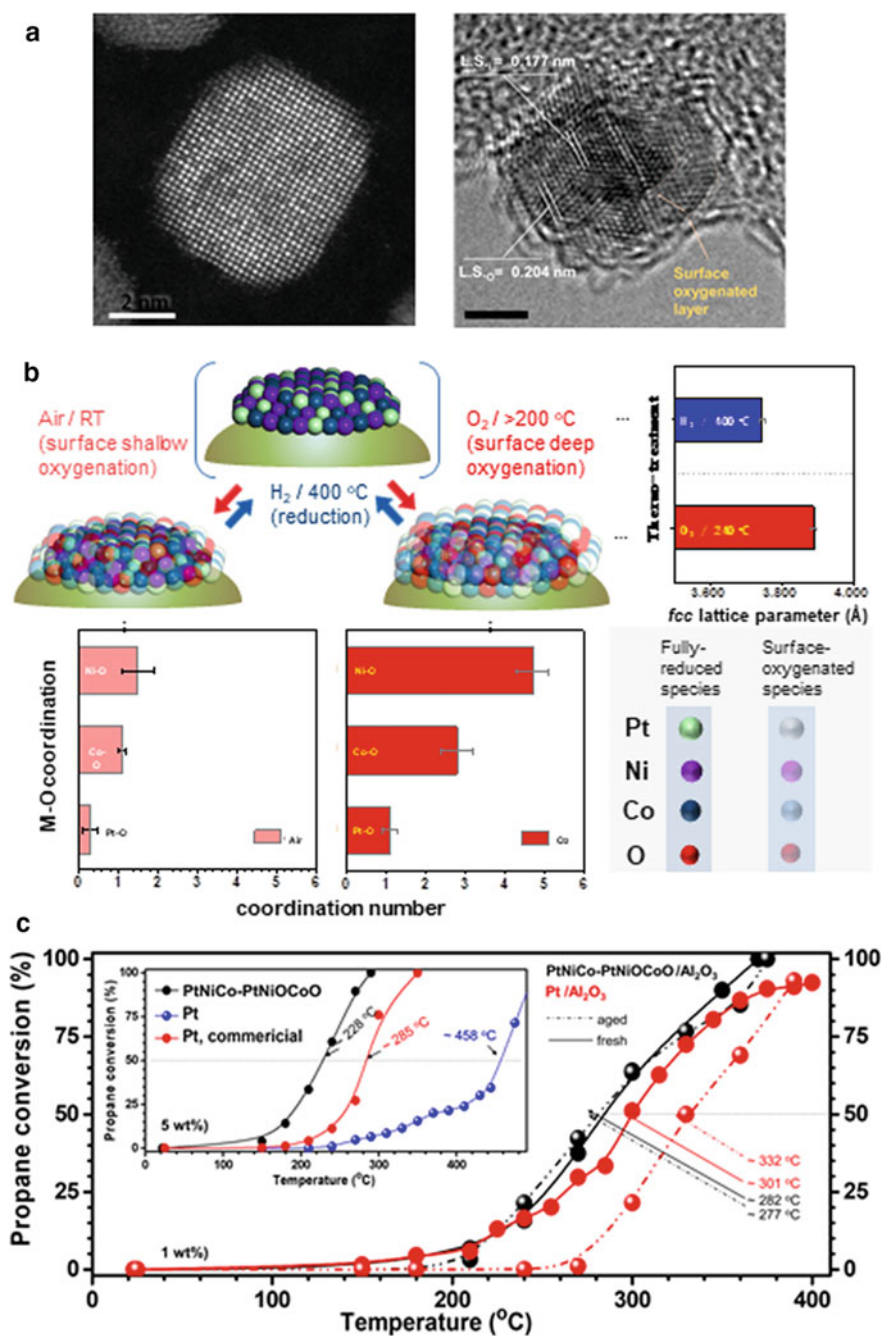 a
2 nm
L.S.₁= 0.177 nm
L.S.₀= 0.204 nm
Surface
oxygenated
layer
b
Air / RT
(surface shallow
oxygenation)
H₂ / 400 °C
(reduction)
O₂ / >200 °C
(surface deep
oxygenation)
Thermo-treatment
H₂ / 400 °C
O₂ / 240 °C
3.600 3.800 4.000
fcc lattice parameter (Å)
M-O coordination
Ni-O
Co-
O
Pt-O
Air
0 1 2 3 4 5 6
Ni-O
Co-O
Pt-O
0 1 2 3 4 5 6
coordination number
Fully-
reduced
species
Surface-
oxygenated
species
Pt
Ni
Co
O
c
Propane conversion (%)
100
75
50
25
0
0 100 200 300 400
Temperature (°C)
100
75
50
25
0
1 wt%)
PtNiCo-PtNiOCoO/Al₂O₃
Pt/Al₂O₃
aged
fresh
~ 332 °C
~ 301 °C
~ 282 °C
~ 277 °C
Propane conversion (%)
100
75
50
25
0
0 100 200 300 400
Temperature (°C)
PtNiCo-PtNiOCoO
Pt
Pt, commericial
~ 228 °C
~ 285 °C
~ 458 °C
5 wt%)